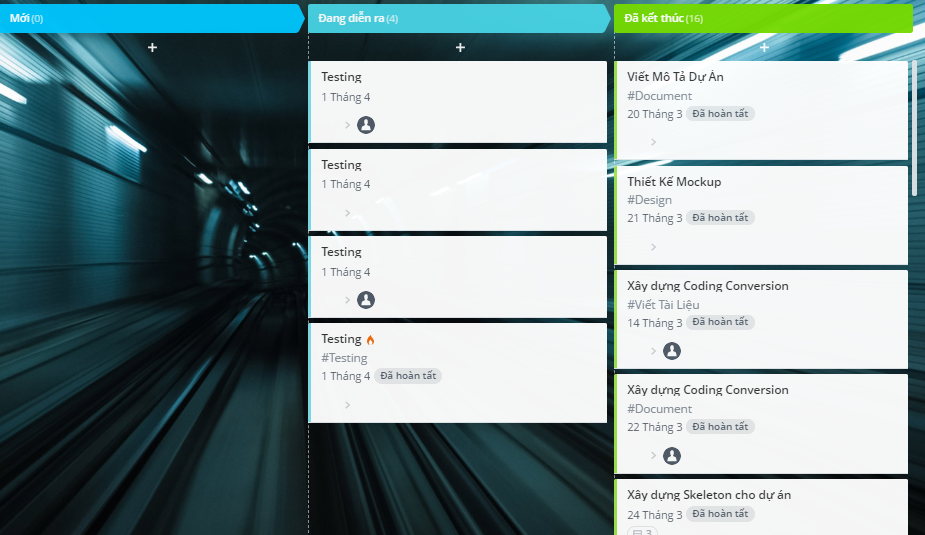 Mới (0)
Đang diễn ra (4)
Testing
1 Tháng 4
Testing
1 Tháng 4
Testing
1 Tháng 4
Testing
#Testing
1 Tháng 4 Đã hoàn tất
Đã kết thúc (16)
Viết Mô Tả Dự Án
#Document
20 Tháng 3 Đã hoàn tất
Thiết Kế Mockup
#Design
21 Tháng 3 Đã hoàn tất
Xây dựng Coding Conversion
#Viết Tài Liệu
14 Tháng 3 Đã hoàn tất
Xây dựng Coding Conversion
#Document
22 Tháng 3 Đã hoàn tất
Xây dựng Skeleton cho dự án
24 Tháng 3 Đã hoàn tất
3